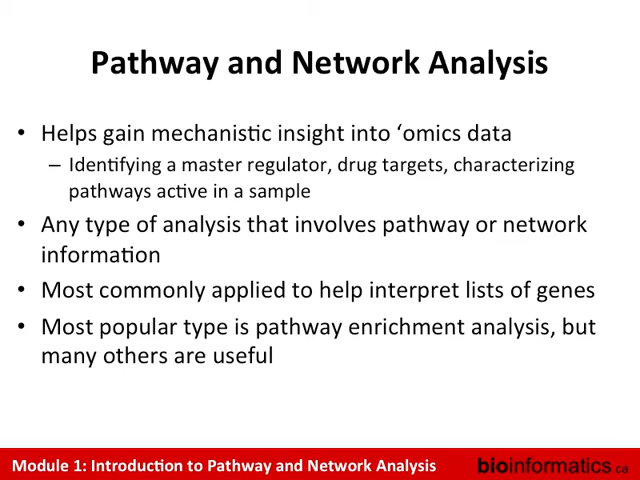 Pathway and Network Analysis
• Helps gain mechanistic insight into ‘omics data
– Identifying a master regulator, drug targets, characterizing
pathways active in a sample
• Any type of analysis that involves pathway or network
information
• Most commonly applied to help interpret lists of genes
• Most popular type is pathway enrichment analysis, but
many others are useful
Module 1: Introduction to Pathway and Network Analysis
bioinformatics.ca